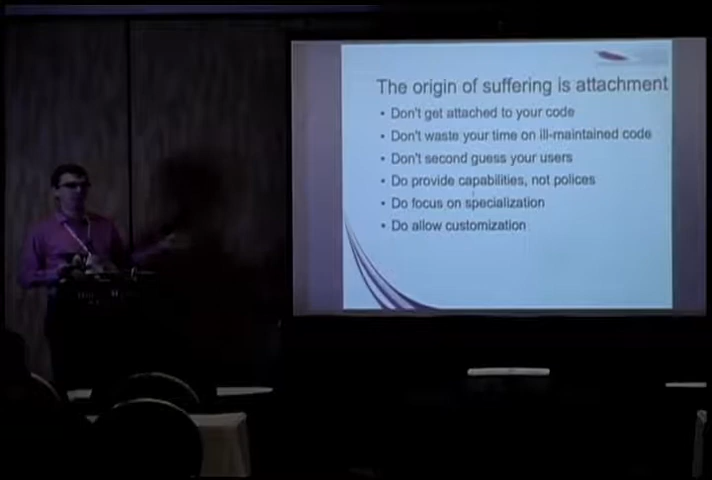 The origin of suffering is attachment
• Don't get attached to your code
• Don't waste your time on ill-maintained code
• Don't second guess your users
• Do provide capabilities, not polices
• Do focus on specialization
• Do allow customization